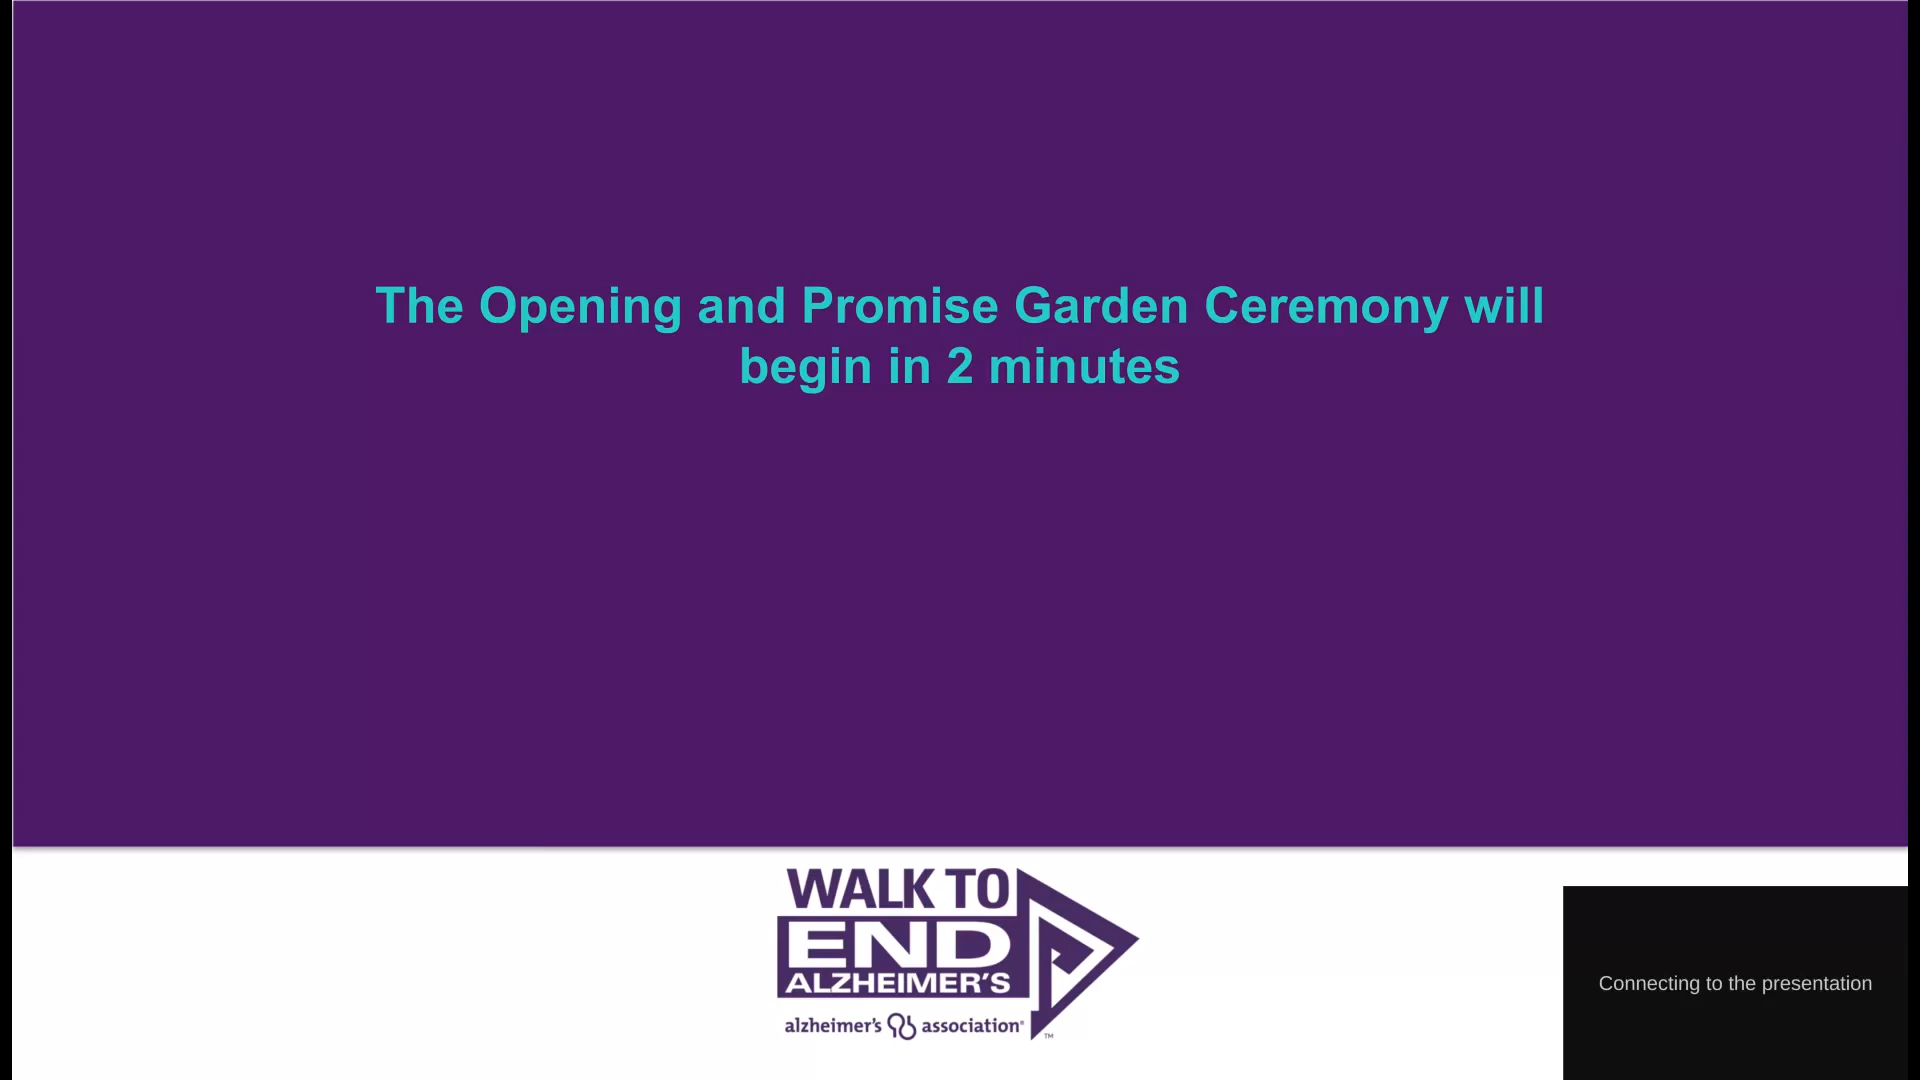 The Opening and Promise Garden Ceremony will
begin in 2 minutes
WALK TO
END
ALZHEIMER'S
alzheimer's association®
™
Connecting to the presentation